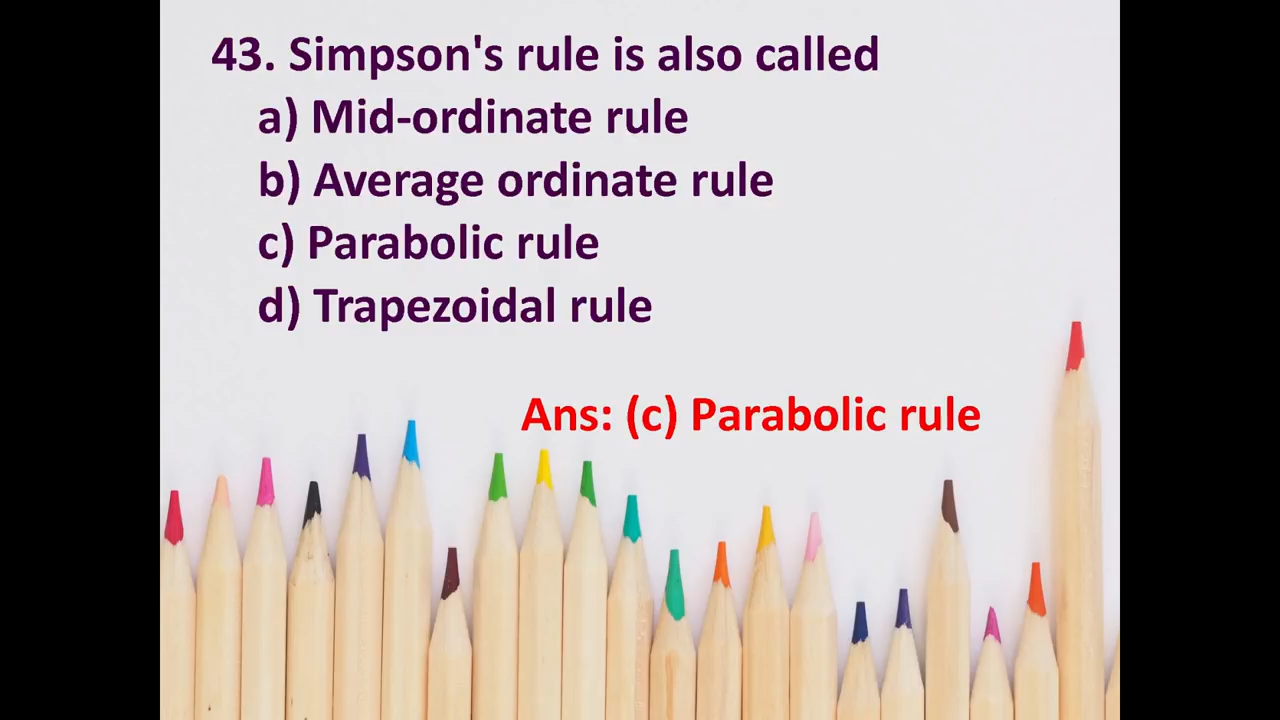 43. Simpson's rule is also called
a) Mid-ordinate rule
b) Average ordinate rule
c) Parabolic rule
d) Trapezoidal rule
Ans: (c) Parabolic rule